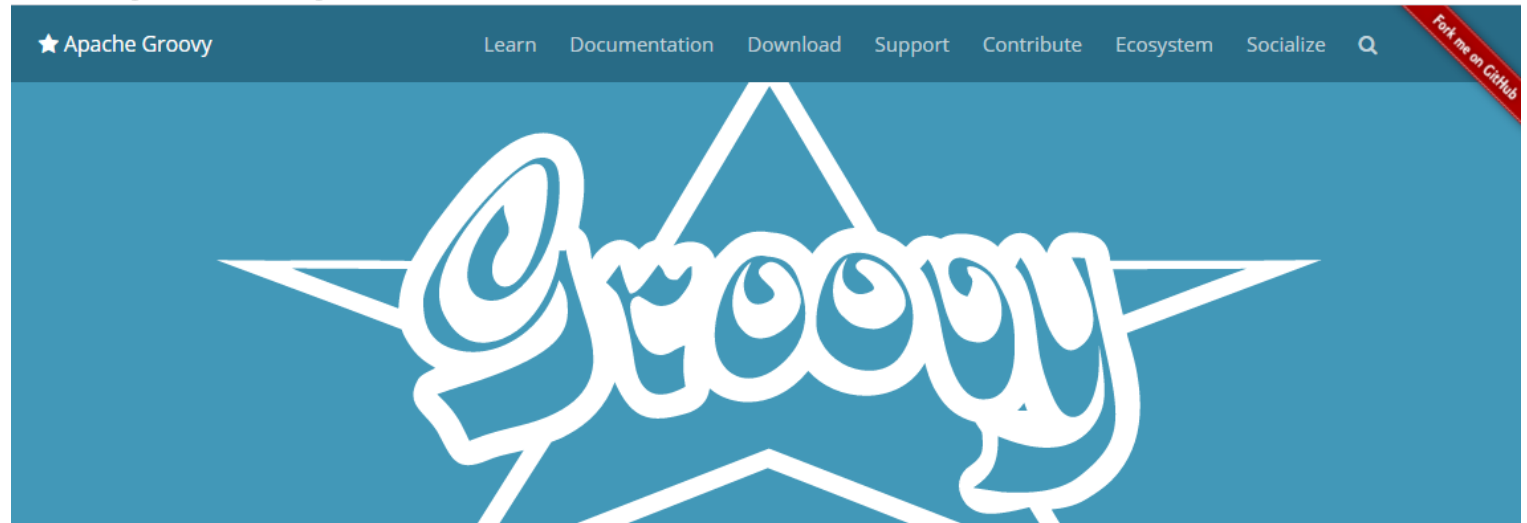 Apache Groovy Learn Documentation Download Support Contribute Ecosystem Socialize
Fork me on GitHub
Groovy